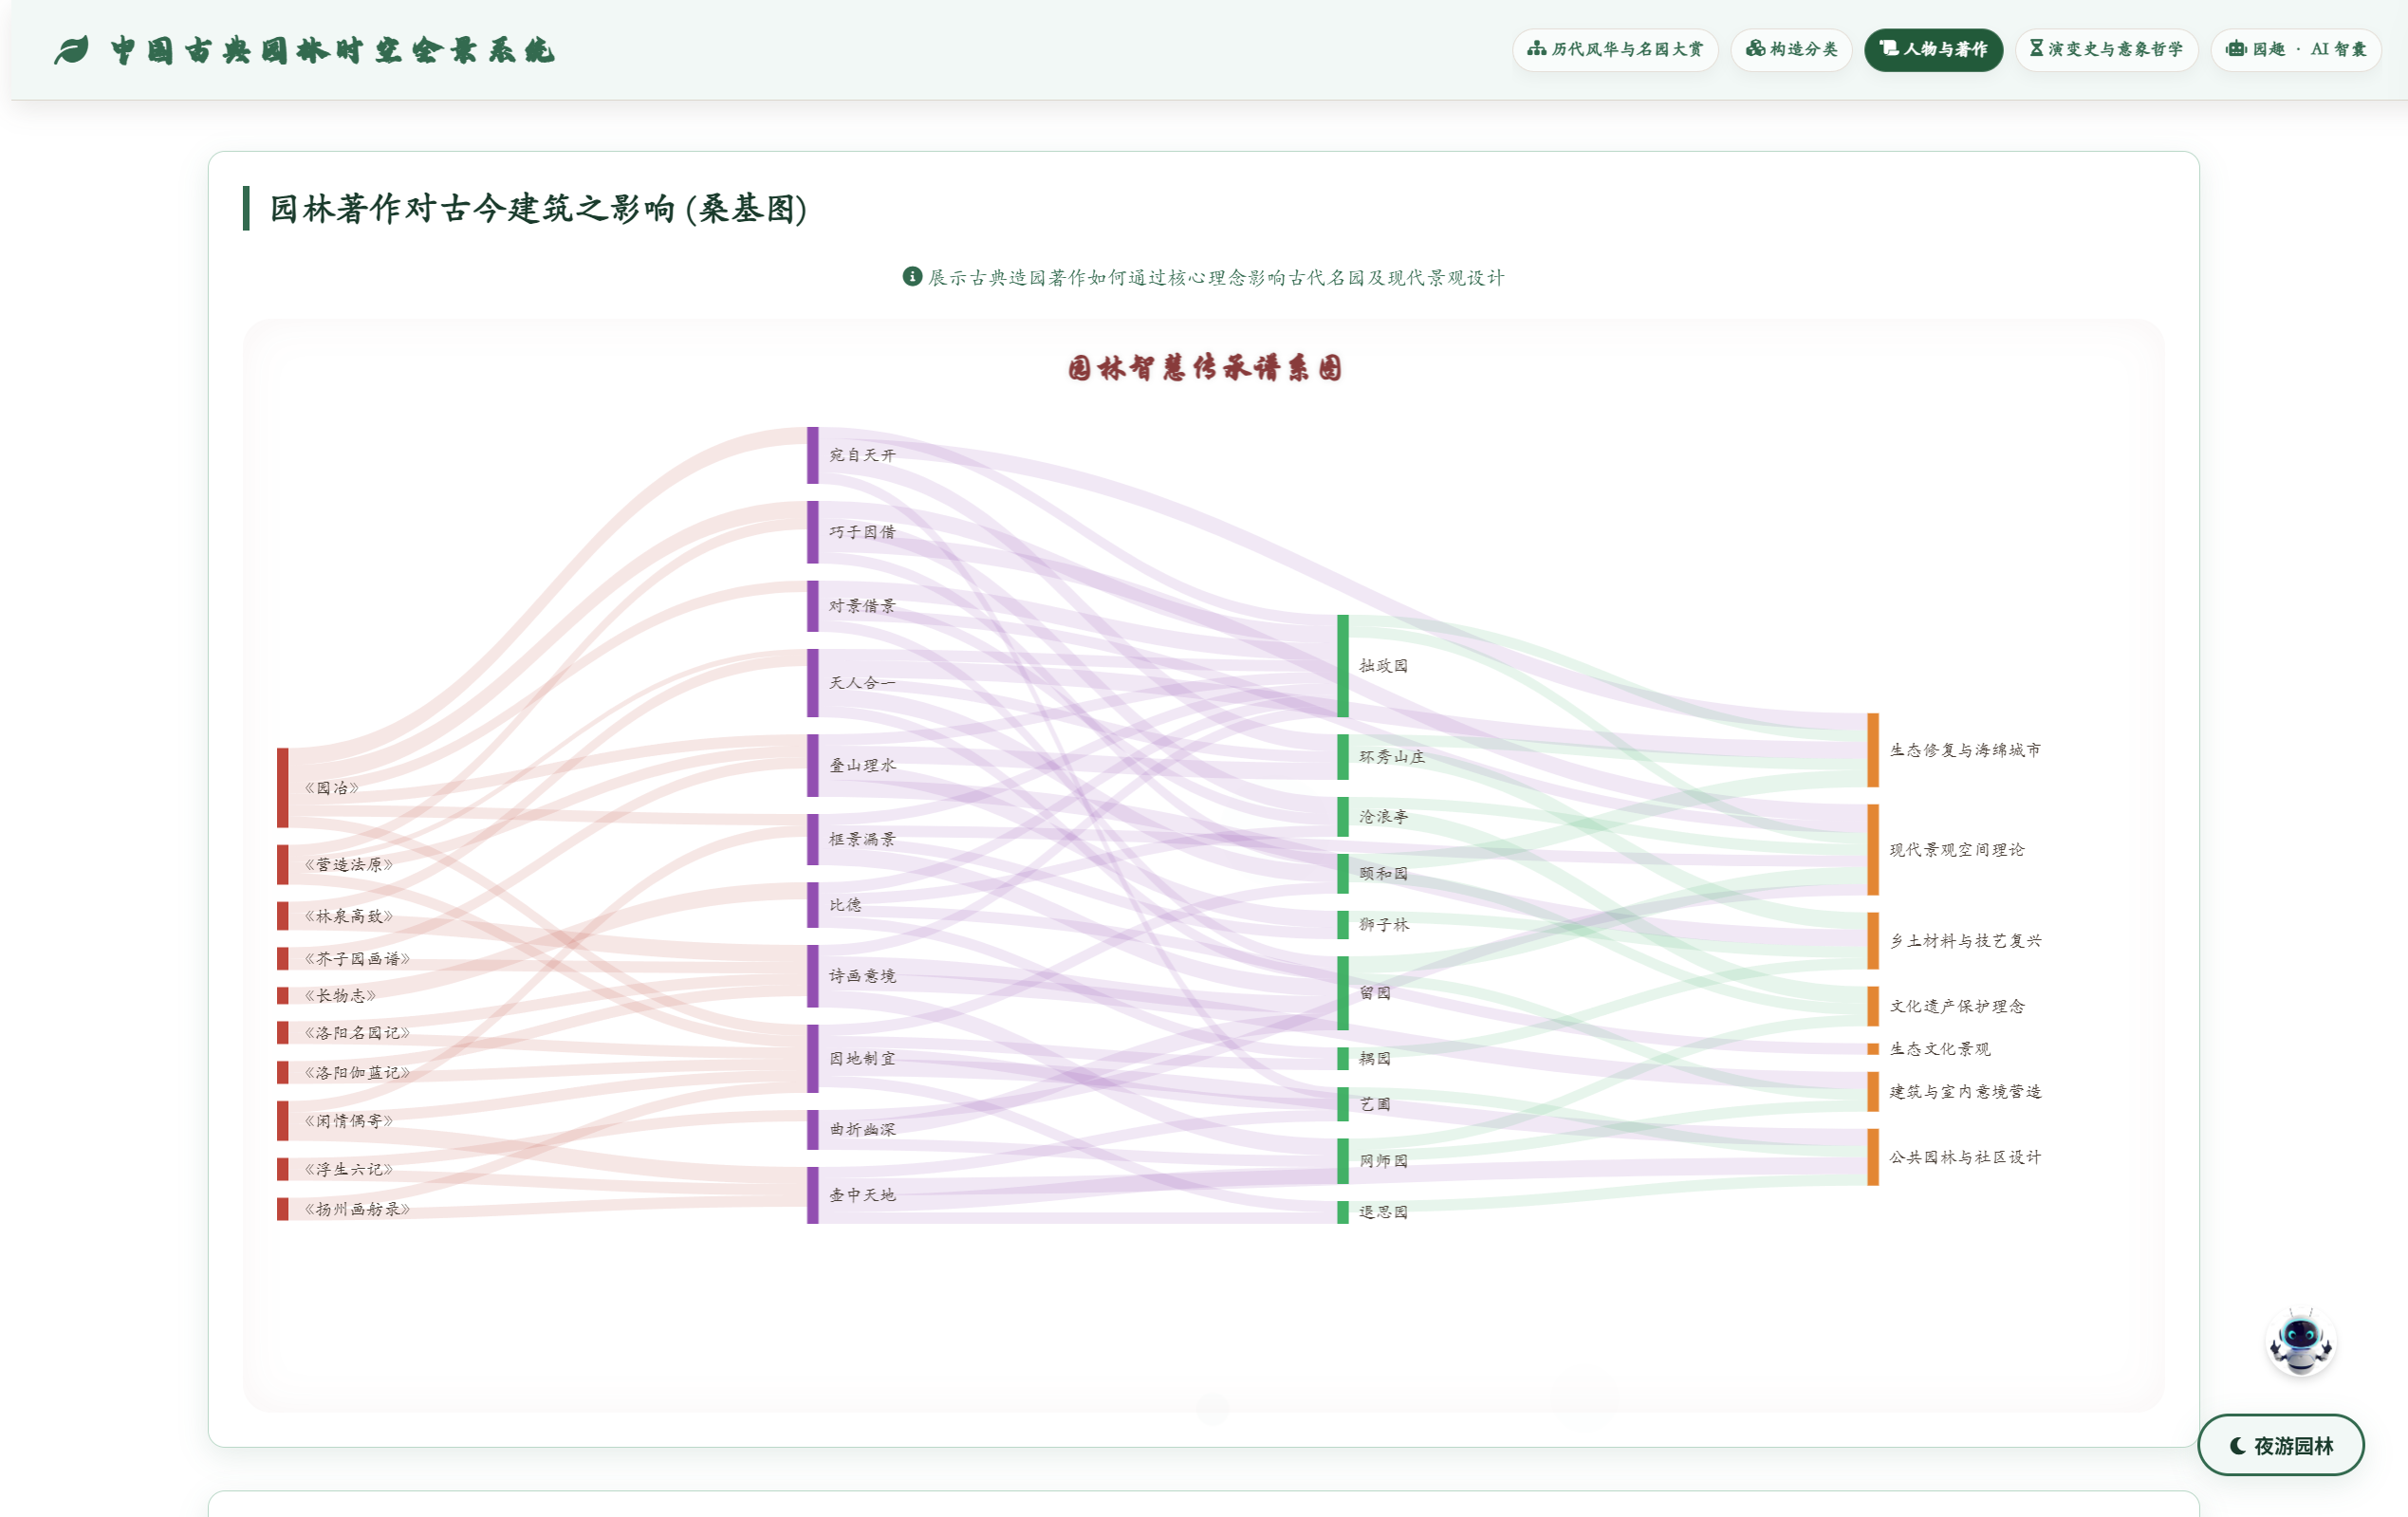 中国古典园林时空全景系统
历代风华与名园大赏
构造分类
人物与著作
演变史与意象哲学
园趣 · AI 智囊
园林著作对古今建筑之影响 (桑基图)
展示古典造园著作如何通过核心理念影响古代名园及现代景观设计
园林智慧传承谱系图
《园冶》
《营造法原》
《林泉高致》
《芥子园画谱》
《长物志》
《洛阳名园记》
《洛阳伽蓝记》
《闲情偶寄》
《浮生六记》
《扬州画舫录》
宛自天开
巧于因借
对景借景
天人合一
叠山理水
框景漏景
比德
诗画意境
因地制宜
曲折幽深
壶中天地
拙政园
环秀山庄
沧浪亭
颐和园
狮子林
留园
耦园
艺圃
网师园
退思园
生态修复与海绵城市
现代景观空间理论
乡土材料与技艺复兴
文化遗产保护理念
生态文化景观
建筑与室内意境营造
公共园林与社区设计
夜游园林